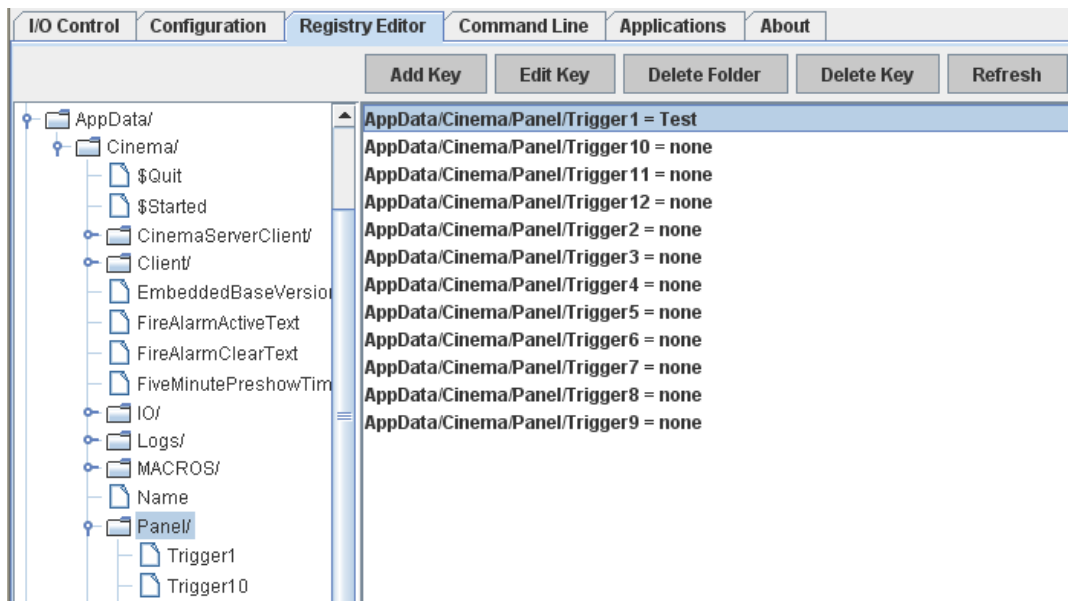 I/O Control Configuration Registry Editor Command Line Applications About
Add Key Edit Key Delete Folder Delete Key Refresh
AppData/
Cinema/
$Quit
$Started
CinemaServerClient/
Client/
EmbeddedBaseVersion
FireAlarmActiveText
FireAlarmClearText
FiveMinutePreshowTim
IO/
Logs/
MACROS/
Name
Panel/
Trigger1
Trigger10
AppData/Cinema/Panel/Trigger1 = Test
AppData/Cinema/Panel/Trigger10 = none
AppData/Cinema/Panel/Trigger11 = none
AppData/Cinema/Panel/Trigger12 = none
AppData/Cinema/Panel/Trigger2 = none
AppData/Cinema/Panel/Trigger3 = none
AppData/Cinema/Panel/Trigger4 = none
AppData/Cinema/Panel/Trigger5 = none
AppData/Cinema/Panel/Trigger6 = none
AppData/Cinema/Panel/Trigger7 = none
AppData/Cinema/Panel/Trigger8 = none
AppData/Cinema/Panel/Trigger9 = none